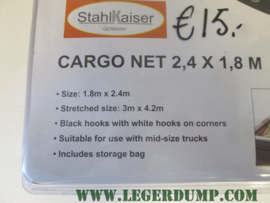 StahlKaiser
GERMANY
€15.-
CARGO NET 2,4 X 1,8 M
• Size: 1.8m x 2.4m
• Stretched size: 3m x 4.2m
• Black hooks with white hooks on corners
• Suitable for use with mid-size trucks
• Includes storage bag
WWW.LEGERDUMP.COM